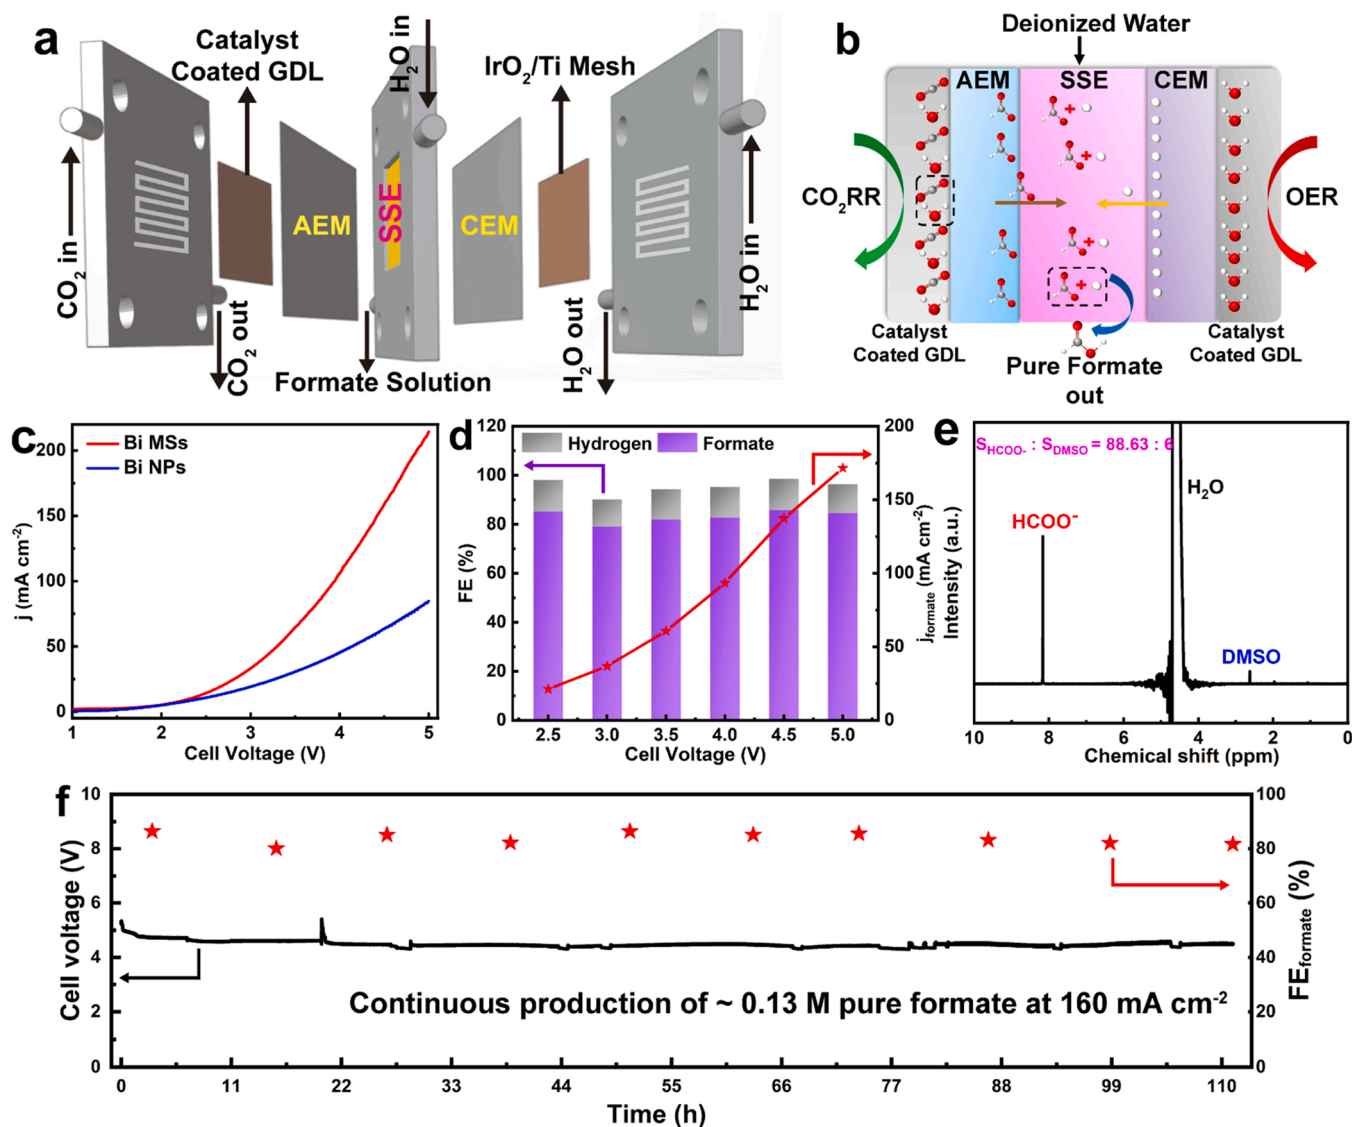 a
Catalyst
Coated GDL
H₂O in
IrO₂/Ti Mesh
CO₂ in
AEM
SSE
CEM
H₂O in
CO₂ out
Formate Solution
H₂O out
b
Deionized Water
AEM
SSE
CEM
CO₂RR
OER
Catalyst
Coated GDL
Catalyst
Coated GDL
Pure Formate
out
c
Bi MSs
Bi NPs
j (mA cm⁻²)
200
150
100
50
0
1
2
3
4
5
Cell Voltage (V)
d
Hydrogen
Formate
FE (%)
120
100
80
60
40
20
0
2.5
3.0
3.5
4.0
4.5
5.0
Cell Voltage (V)
200
150
100
50
0
j_formate (mA cm⁻²)
e
S_HCOO- : S_DMSO = 88.63 : 6
H₂O
HCOO⁻
DMSO
Intensity (a.u.)
10
8
6
4
2
0
Chemical shift (ppm)
f
Cell voltage (V)
10
8
6
4
2
0
Continuous production of ~ 0.13 M pure formate at 160 mA cm⁻²
0
11
22
33
44
55
66
77
88
99
110
Time (h)
100
80
60
40
20
0
FE_formate (%)